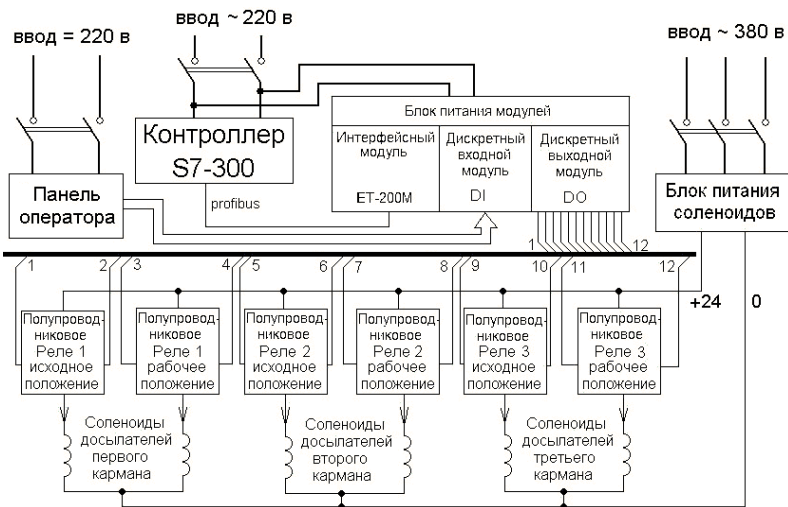 ввод = 220 в
ввод ~ 220 в
ввод ~ 380 в
Контроллер
S7-300
Блок питания модулей
Интерфейсный
модуль
ET-200M
Дискретный
входной
модуль
DI
Дискретный
выходной
модуль
DO
Панель
оператора
profibus
Блок питания
соленоидов
1
12
1
2
3
4
5
6
7
8
9
10
11
12
+24
0
Полупровод-
никовое
Реле 1
исходное
положение
Полупровод-
никовое
Реле 1
рабочее
положение
Полупровод-
никовое
Реле 2
исходное
положение
Полупровод-
никовое
Реле 2
рабочее
положение
Полупровод-
никовое
Реле 3
исходное
положение
Полупровод-
никовое
Реле 3
рабочее
положение
Соленоиды
досылателей
первого
кармана
Соленоиды
досылателей
второго
кармана
Соленоиды
досылателей
третьего
кармана